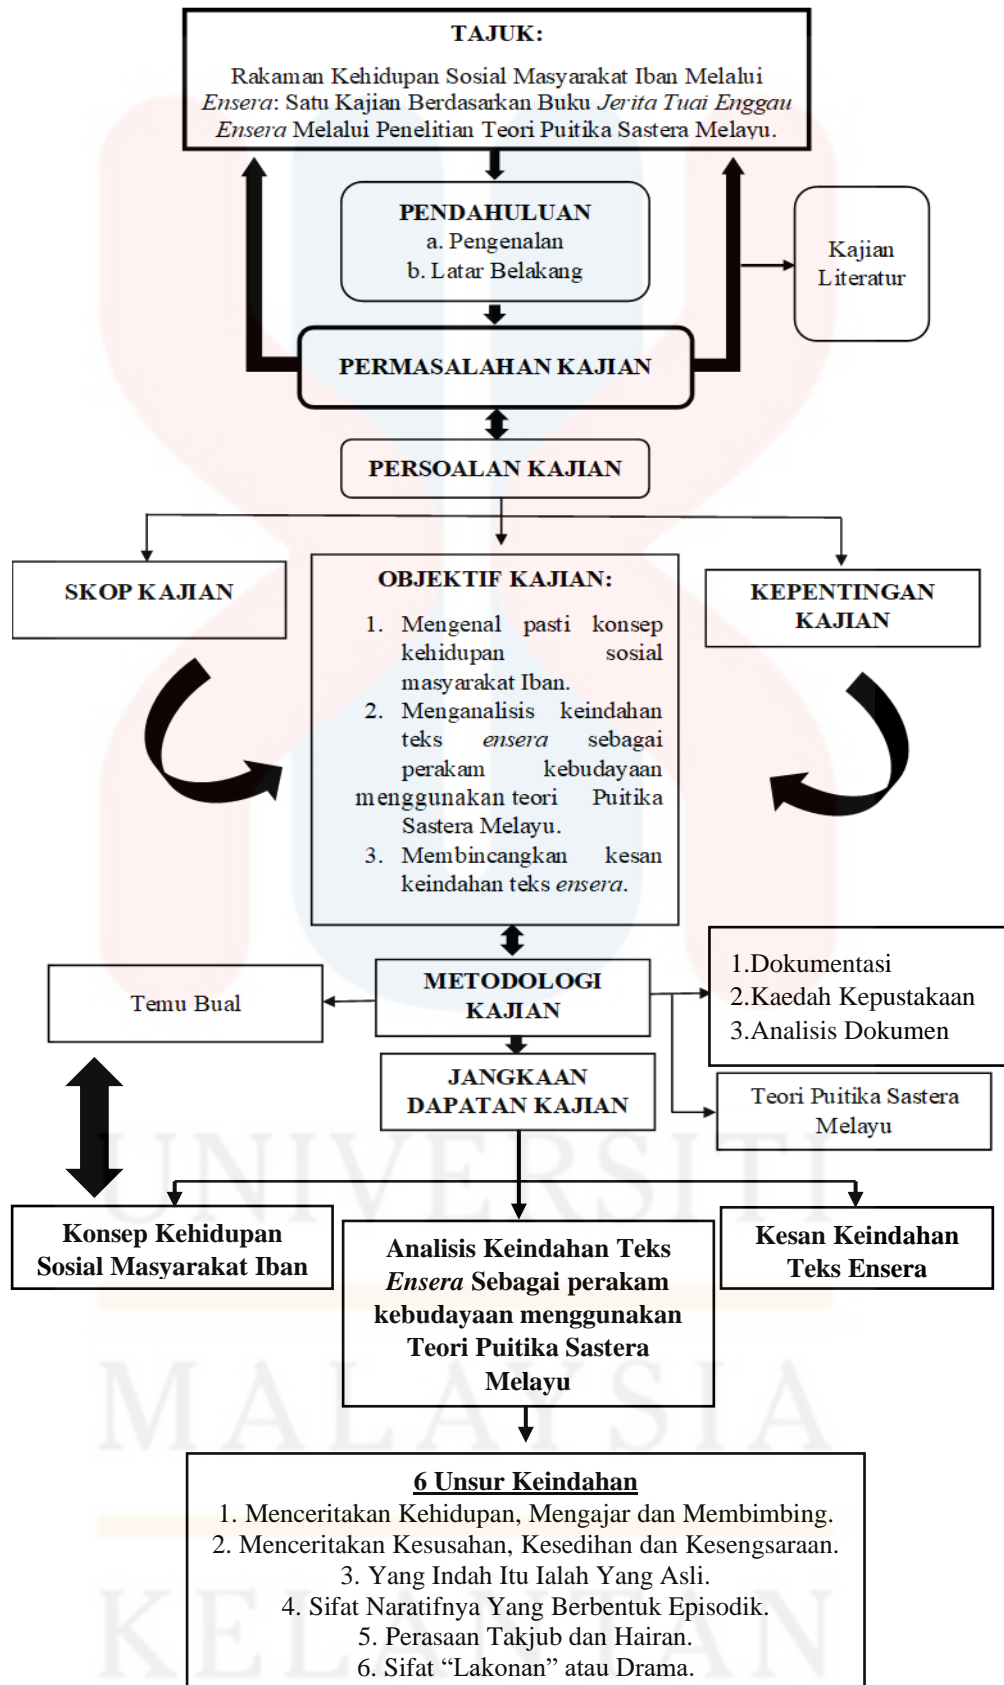 TAJUK:
Rakaman Kehidupan Sosial Masyarakat Iban Melalui
Ensera: Satu Kajian Berdasarkan Buku Jerita Tuai Enggau
Ensera Melalui Penelitian Teori Puitika Sastera Melayu.
PENDAHULUAN
a. Pengenalan
b. Latar Belakang
Kajian
Literatur
PERMASALAHAN KAJIAN
PERSOALAN KAJIAN
SKOP KAJIAN
OBJEKTIF KAJIAN:
1. Mengenal pasti konsep
kehidupan sosial
masyarakat Iban.
2. Menganalisis keindahan
teks ensera sebagai
perakam kebudayaan
menggunakan teori Puitika
Sastera Melayu.
3. Membincangkan kesan
keindahan teks ensera.
KEPENTINGAN
KAJIAN
Temu Bual
METODOLOGI
KAJIAN
1.Dokumentasi
2.Kaedah Kepustakaan
3.Analisis Dokumen
JANGKAAN
DAPATAN KAJIAN
Teori Puitika Sastera
Melayu
Konsep Kehidupan
Sosial Masyarakat Iban
Analisis Keindahan Teks
Ensera Sebagai perakam
kebudayaan menggunakan
Teori Puitika Sastera
Melayu
Kesan Keindahan
Teks Ensera
6 Unsur Keindahan
1. Menceritakan Kehidupan, Mengajar dan Membimbing.
2. Menceritakan Kesusahan, Kesedihan dan Kesengsaraan.
3. Yang Indah Itu Ialah Yang Asli.
4. Sifat Naratifnya Yang Berbentuk Episodik.
5. Perasaan Takjub dan Hairan.
6. Sifat “Lakonan” atau Drama.
UNIVERSITI
MALAYSIA
KELANTAN